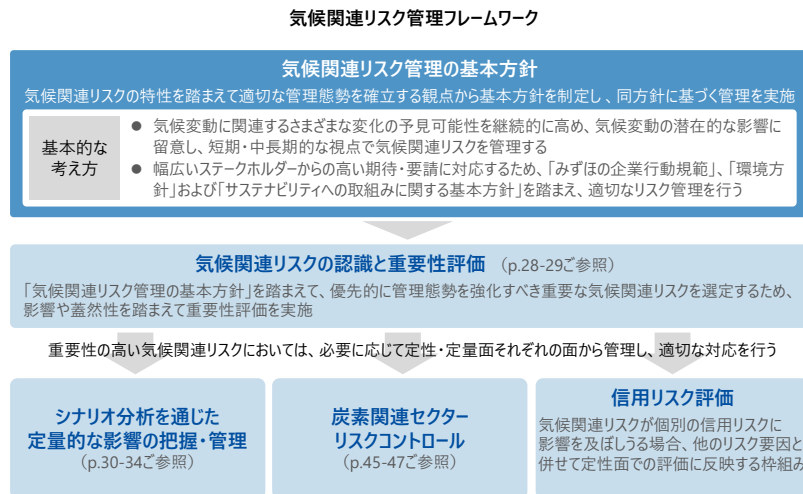 気候関連リスク管理フレームワーク
気候関連リスク管理の基本方針
気候関連リスクの特性を踏まえて適切な管理態勢を確立する観点から基本方針を制定し、同方針に基づく管理を実施
基本的な
考え方
● 気候変動に関連するさまざまな変化の予見可能性を継続的に高め、気候変動の潜在的な影響に
留意し、短期・中長期的な視点で気候関連リスクを管理する
● 幅広いステークホルダーからの高い期待・要請に対応するため、「みずほの企業行動規範」、「環境方
針」および「サステナビリティへの取組みに関する基本方針」を踏まえ、適切なリスク管理を行う
気候関連リスクの認識と重要性評価 (p.28-29ご参照)
「気候関連リスク管理の基本方針」を踏まえて、優先的に管理態勢を強化すべき重要な気候関連リスクを選定するため、
影響や蓋然性を踏まえて重要性評価を実施
重要性の高い気候関連リスクにおいては、必要に応じて定性・定量面それぞれの面から管理し、適切な対応を行う
シナリオ分析を通じた
定量的な影響の把握・管理
(p.30-34ご参照)
炭素関連セクター
リスクコントロール
(p.45-47ご参照)
信用リスク評価
気候関連リスクが個別の信用リスクに
影響を及ぼしうる場合、他のリスク要因と
併せて定性面での評価に反映する枠組み